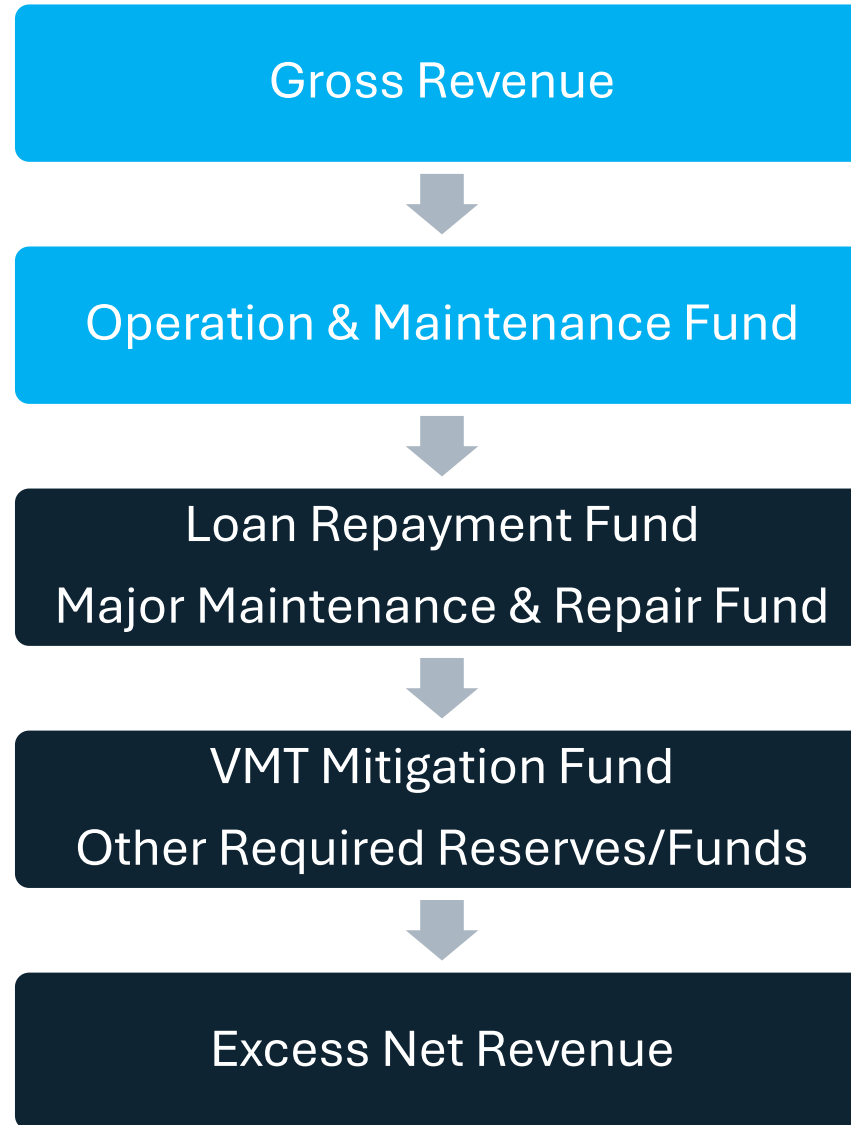 Gross Revenue
Operation & Maintenance Fund
Loan Repayment Fund
Major Maintenance & Repair Fund
VMT Mitigation Fund
Other Required Reserves/Funds
Excess Net Revenue